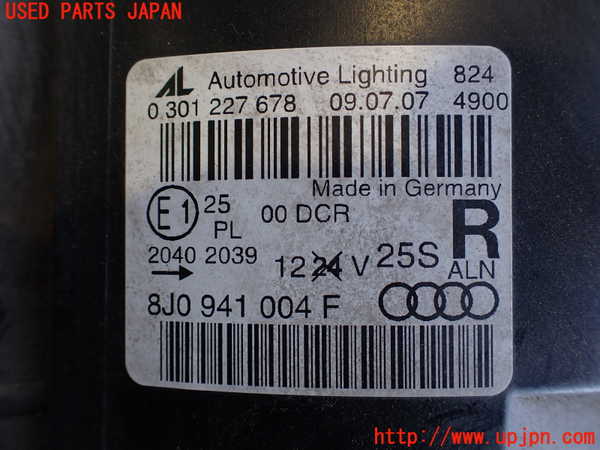 USED PARTS JAPAN
AL Automotive Lighting 824
0 301 227 678 09.07.07 4900
Made in Germany
E1 25 PL 00 DCR R
2040 2039 12 24 V 25S ALN
→
8J0 941 004 F
http://www.upjpn.com/